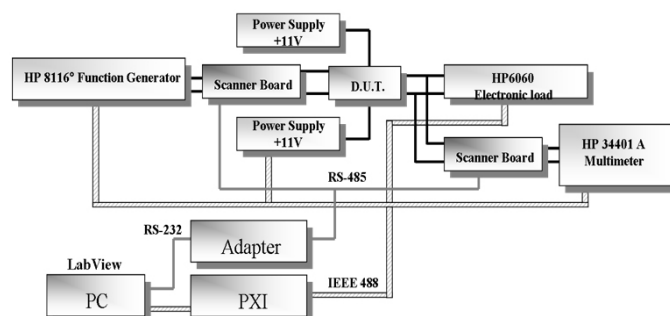 Power Supply
+11V
HP 8116° Function Generator
Scanner Board
D.U.T.
HP6060
Electronic load
Power Supply
+11V
Scanner Board
HP 34401 A
Multimeter
RS-485
RS-232
Adapter
LabView
PC
PXI
IEEE 488